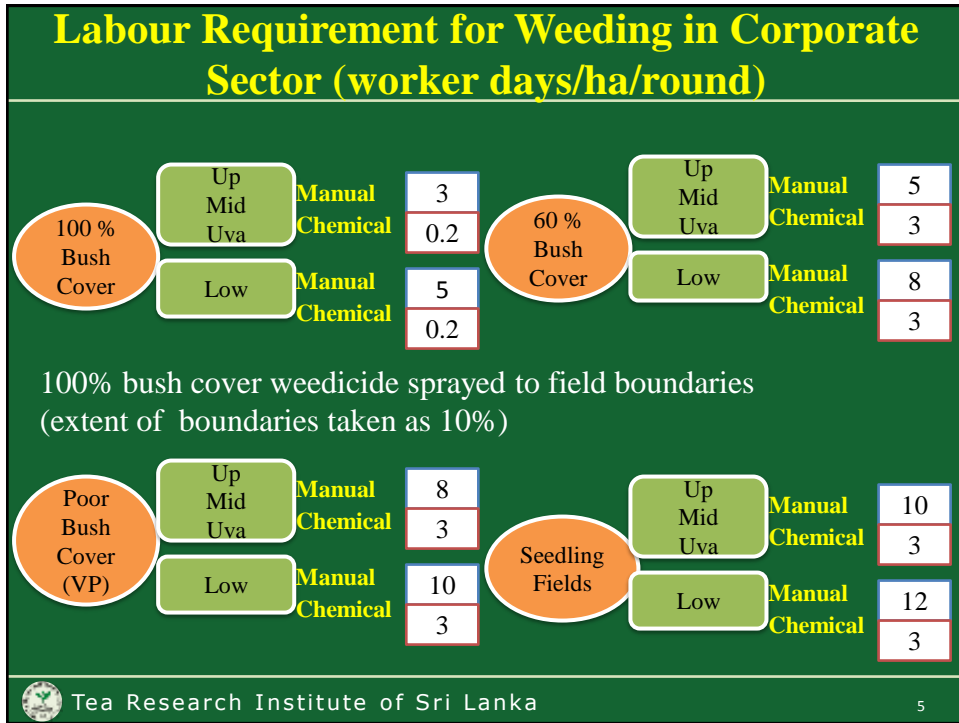 Labour Requirement for Weeding in Corporate
Sector (worker days/ha/round)
100 %
Bush
Cover
Up
Mid
Uva
Manual
Chemical
3
0.2
Low
Manual
Chemical
5
0.2
60 %
Bush
Cover
Up
Mid
Uva
Manual
Chemical
5
3
Low
Manual
Chemical
8
3
100% bush cover weedicide sprayed to field boundaries
(extent of boundaries taken as 10%)
Poor
Bush
Cover
(VP)
Up
Mid
Uva
Manual
Chemical
8
3
Low
Manual
Chemical
10
3
Seedling
Fields
Up
Mid
Uva
Manual
Chemical
10
3
Low
Manual
Chemical
12
3
Tea Research Institute of Sri Lanka
5